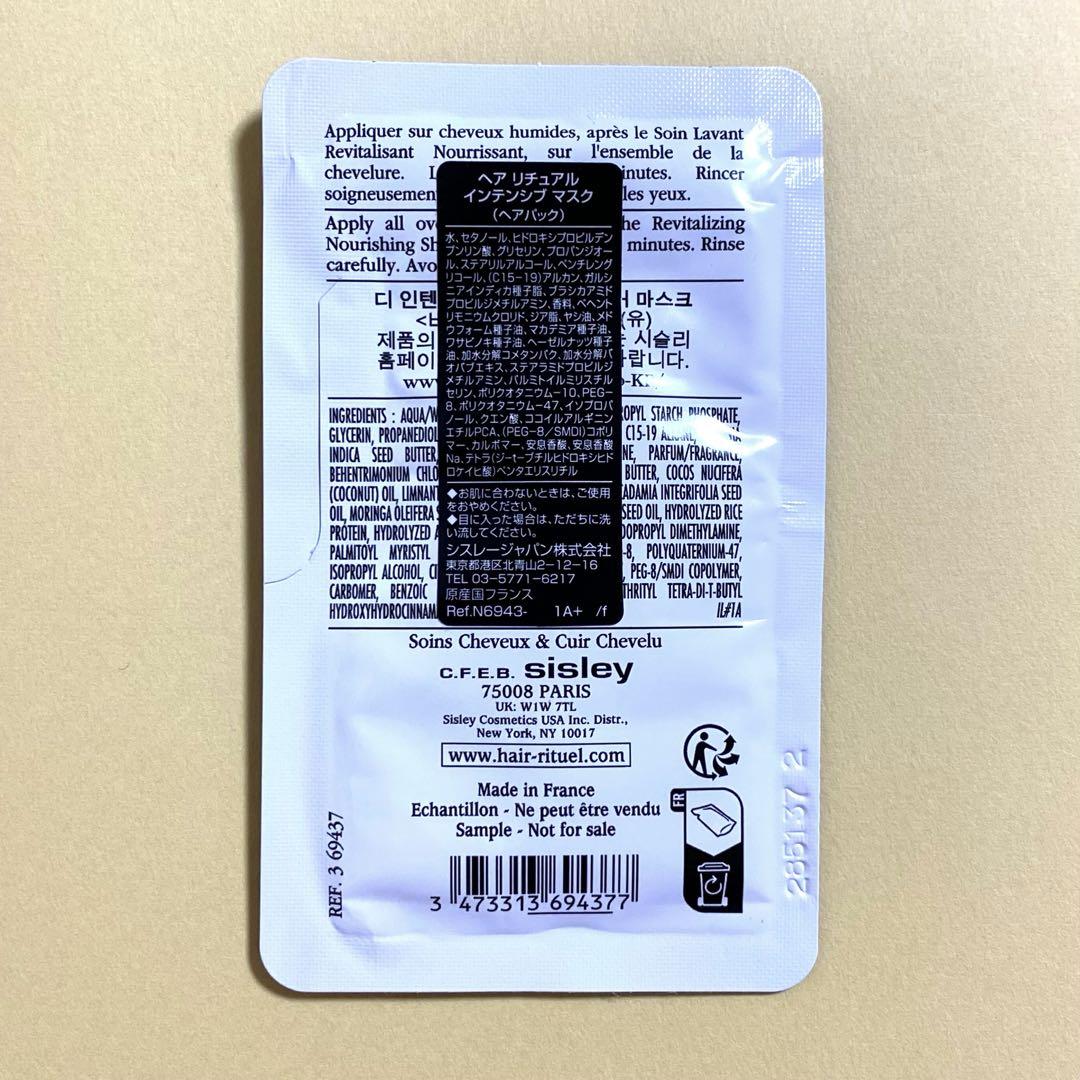 Appliquer sur cheveux humides, après le Soin Lavant
Revitalisant Nourrissant, sur l'ensemble de la
chevelure. inutes. Rincer
soigneusemen les yeux.
Apply all ov he Revitalizing
Nourishing Sh minutes. Rinse
carefully. Avo
디 인텐 마스크
(유)
제품의 시슬리
홈페이 랍니다.
ww
INGREDIENTS : AQUA/W OPYL STARCH PHOSPHATE,
GLYCERIN, PROPANEDIOL C15-19 ALKANE,
INDICA SEED BUTTER, NE, PARFUM/FRAGRANCE,
BEHENTRIMONIUM CHLO BUTTER, COCOS NUCIFERA
(COCONUT) OIL, LIMNANT ADAMIA INTEGRIFOLIA SEED
OIL, MORINGA OLEIFERA S SEED OIL, HYDROLYZED RICE
PROTEIN, HYDROLYZED A DOPROPYL DIMETHYLAMINE,
PALMITOYL MYRISTYL -8, POLYQUATERNIUM-47,
ISOPROPYL ALCOHOL, CI PEG-8/SMDI COPOLYMER,
CARBOMER, BENZOIC THRITYL TETRA-DI-T-BUTYL
HYDROXYHYDROCINNAM IL#1A
ヘア リチュアル
インテンシブ マスク
(ヘアパック)
水、セタノール、ヒドロキシプロピルデン
プンリン酸、グリセリン、プロパンジオー
ル、ステアリルアルコール、ペンチレング
リコール、(C15-19)アルカン、ガルシ
ニアインディカ種子脂、ブラシカアミド
プロピルジメチルアミン、香料、ベヘント
リモニウムクロリド、シア脂、ヤシ油、メド
ウフォーム種子油、マカデミア種子油、
ワサビノキ種子油、ヘーゼルナッツ種子
油、加水分解コメタンパク、加水分解バ
オバブエキス、ステアラミドプロピルジ
メチルアミン、パルミトイルミリスチル
セリン、ポリクオタニウム-10、PEG-
8、ポリクオタニウム-47、イソプロパ
ノール、クエン酸、ココイルアルギニン
エチルPCA、(PEG-8/SMDI)コポリ
マー、カルボマー、安息香酸、安息香酸
Na、テトラ(ジ-t-ブチルヒドロキシヒド
ロケイヒ酸)ペンタエリスリチル
◆お肌に合わないときは、ご使用
をおやめください。
◆目に入った場合は、ただちに洗
い流してください。
シスレージャパン株式会社
東京都港区北青山2-12-16
TEL 03-5771-6217
原産国フランス
Ref.N6943- 1A+ /f
Soins Cheveux & Cuir Chevelu
C.F.E.B. sisley
75008 PARIS
UK: W1W 7TL
Sisley Cosmetics USA Inc. Distr.,
New York, NY 10017
www.hair-rituel.com
Made in France
Echantillon - Ne peut être vendu
Sample - Not for sale
FR
REF. 3 69437
3 473313 694377
285137 2